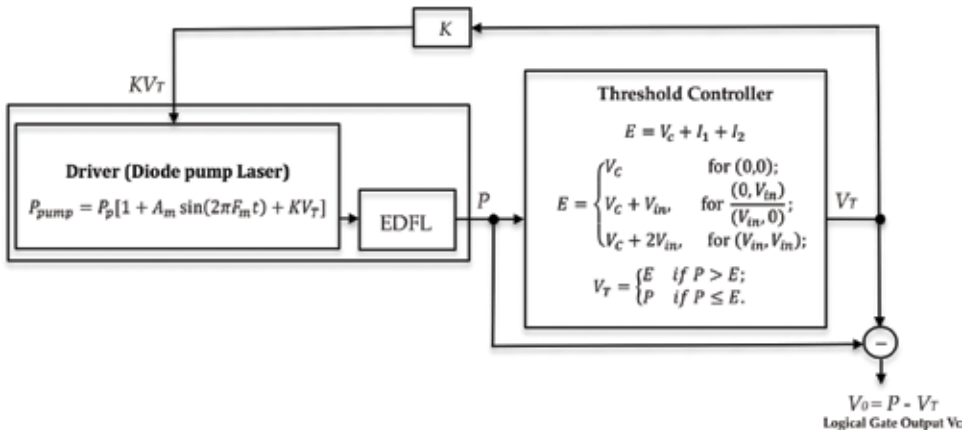 K
KV_T
Threshold Controller
E = V_c + I_1 + I_2
E = { V_C for (0,0);
V_C + V_in, for (0, V_in) / (V_in, 0);
V_C + 2V_in, for (V_in, V_in);
V_T = { E if P > E;
P if P ≤ E.
Driver (Diode pump Laser)
P_pump = P_p[1 + A_m sin(2πF_m t) + KV_T]
EDFL
P
V_T
−
V_0 = P - V_T
Logical Gate Output Vc